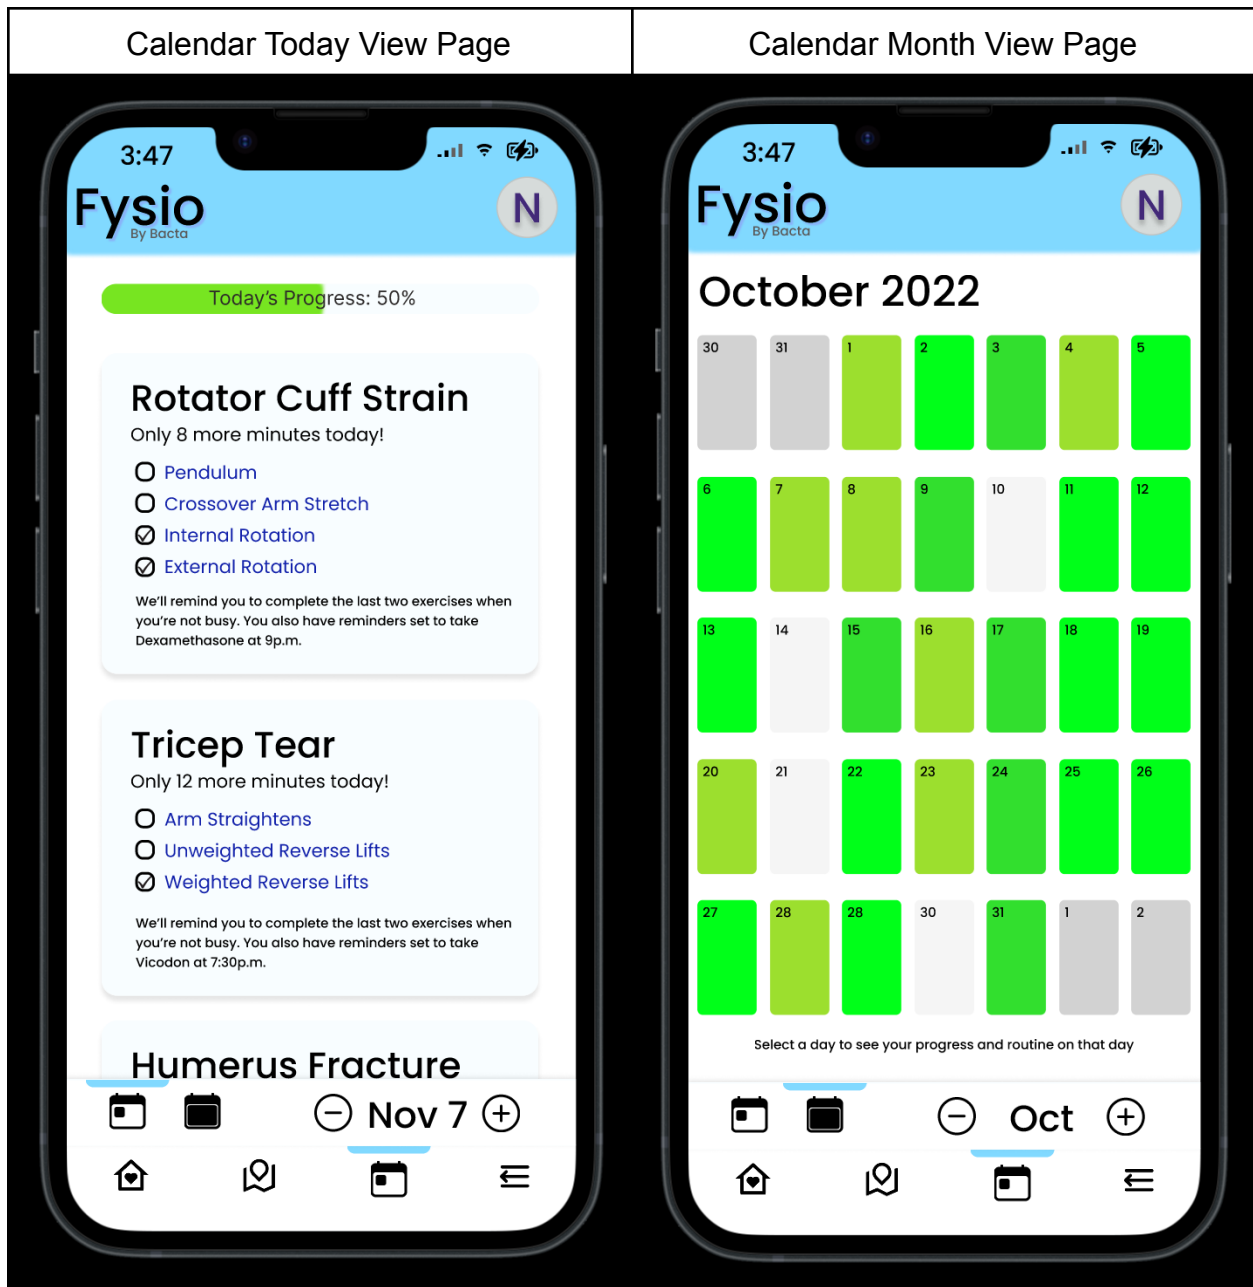 Calendar Today View Page
Calendar Month View Page
3:47
Fysio
By Bacta
N
Today's Progress: 50%
Rotator Cuff Strain
Only 8 more minutes today!
Pendulum
Crossover Arm Stretch
Internal Rotation
External Rotation
We'll remind you to complete the last two exercises when
you're not busy. You also have reminders set to take
Dexamethasone at 9p.m.
Tricep Tear
Only 12 more minutes today!
Arm Straightens
Unweighted Reverse Lifts
Weighted Reverse Lifts
We'll remind you to complete the last two exercises when
you're not busy. You also have reminders set to take
Vicodon at 7:30p.m.
Humerus Fracture
Nov 7
3:47
Fysio
By Bacta
N
October 2022
30 31 1 2 3 4 5
6 7 8 9 10 11 12
13 14 15 16 17 18 19
20 21 22 23 24 25 26
27 28 28 30 31 1 2
Select a day to see your progress and routine on that day
Oct